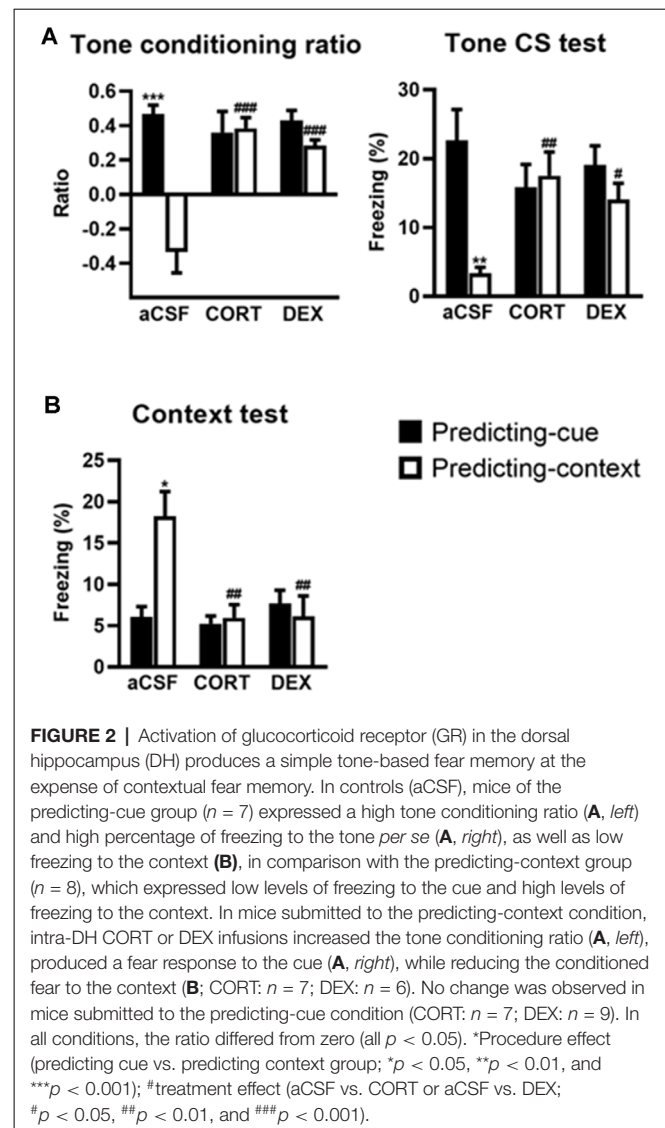 A
Tone conditioning ratio
Tone CS test
0.6
0.4
0.2
0.0
-0.2
-0.4
Ratio
***
###
###
aCSF CORT DEX
30
20
10
0
Freezing (%)
**
##
#
aCSF CORT DEX
B
Context test
25
20
15
10
5
0
Freezing (%)
*
##
##
aCSF CORT DEX
Predicting-cue
Predicting-context
FIGURE 2 | Activation of glucocorticoid receptor (GR) in the dorsal
hippocampus (DH) produces a simple tone-based fear memory at the
expense of contextual fear memory. In controls (aCSF), mice of the
predicting-cue group (n = 7) expressed a high tone conditioning ratio (A, left)
and high percentage of freezing to the tone per se (A, right), as well as low
freezing to the context (B), in comparison with the predicting-context group
(n = 8), which expressed low levels of freezing to the cue and high levels of
freezing to the context. In mice submitted to the predicting-context condition,
intra-DH CORT or DEX infusions increased the tone conditioning ratio (A, left),
produced a fear response to the cue (A, right), while reducing the conditioned
fear to the context (B; CORT: n = 7; DEX: n = 6). No change was observed in
mice submitted to the predicting-cue condition (CORT: n = 7; DEX: n = 9). In
all conditions, the ratio differed from zero (all p < 0.05). *Procedure effect
(predicting cue vs. predicting context group; *p < 0.05, **p < 0.01, and
***p < 0.001); #treatment effect (aCSF vs. CORT or aCSF vs. DEX;
#p < 0.05, ##p < 0.01, and ###p < 0.001).